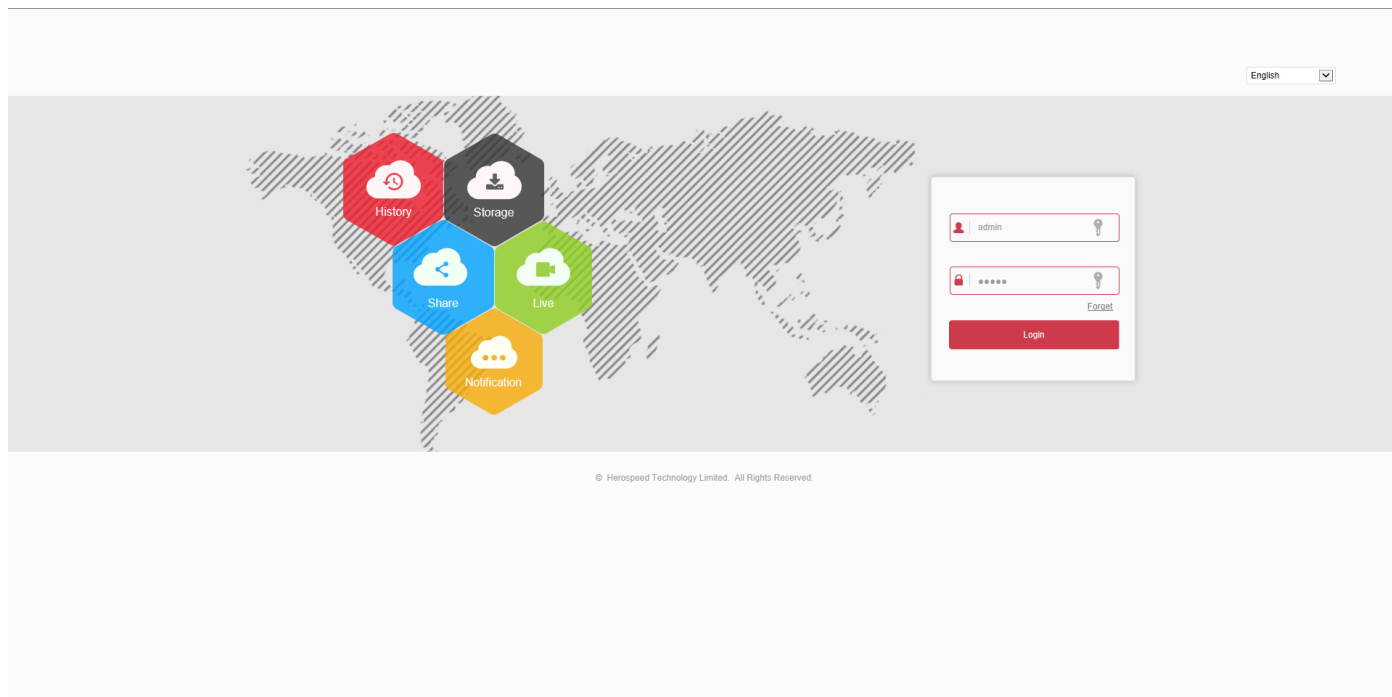 English
History
Storage
Share
Live
Notification
admin
●●●●●
Forget
Login
© Herospeed Technology Limited. All Rights Reserved.